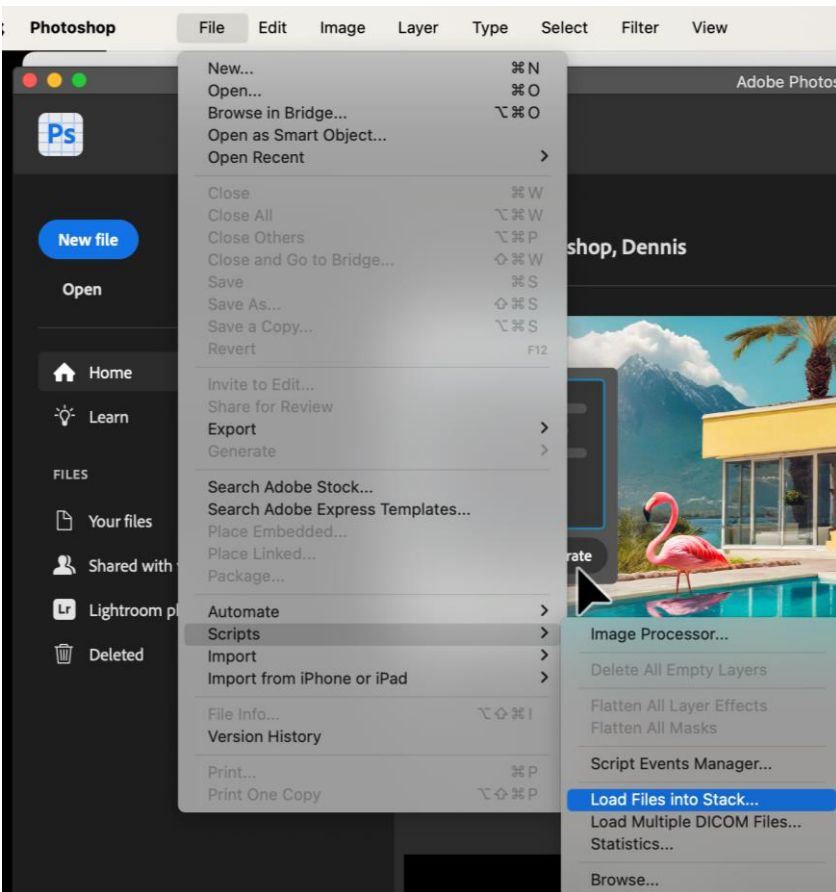 Photoshop File Edit Image Layer Type Select Filter View
Adobe Photos
Ps
New... ⌘N
Open... ⌘O
Browse in Bridge... ⌥⌘O
Open as Smart Object...
Open Recent
Close ⌘W
Close All ⌥⌘W
Close Others ⌥⌘P
Close and Go to Bridge... ⇧⌘W
Save ⌘S
Save As... ⇧⌘S
Save a Copy... ⌥⌘S
Revert F12
Invite to Edit...
Share for Review
Export
Generate
Search Adobe Stock...
Search Adobe Express Templates...
Place Embedded...
Place Linked...
Package...
Automate
Scripts
Import
Import from iPhone or iPad
File Info... ⌥⇧⌘I
Version History
Print... ⌘P
Print One Copy ⌥⇧⌘P
New file
Open
Home
Learn
FILES
Your files
Shared with
Lr Lightroom p
Deleted
shop, Dennis
rate
Image Processor...
Delete All Empty Layers
Flatten All Layer Effects
Flatten All Masks
Script Events Manager...
Load Files into Stack...
Load Multiple DICOM Files...
Statistics...
Browse...